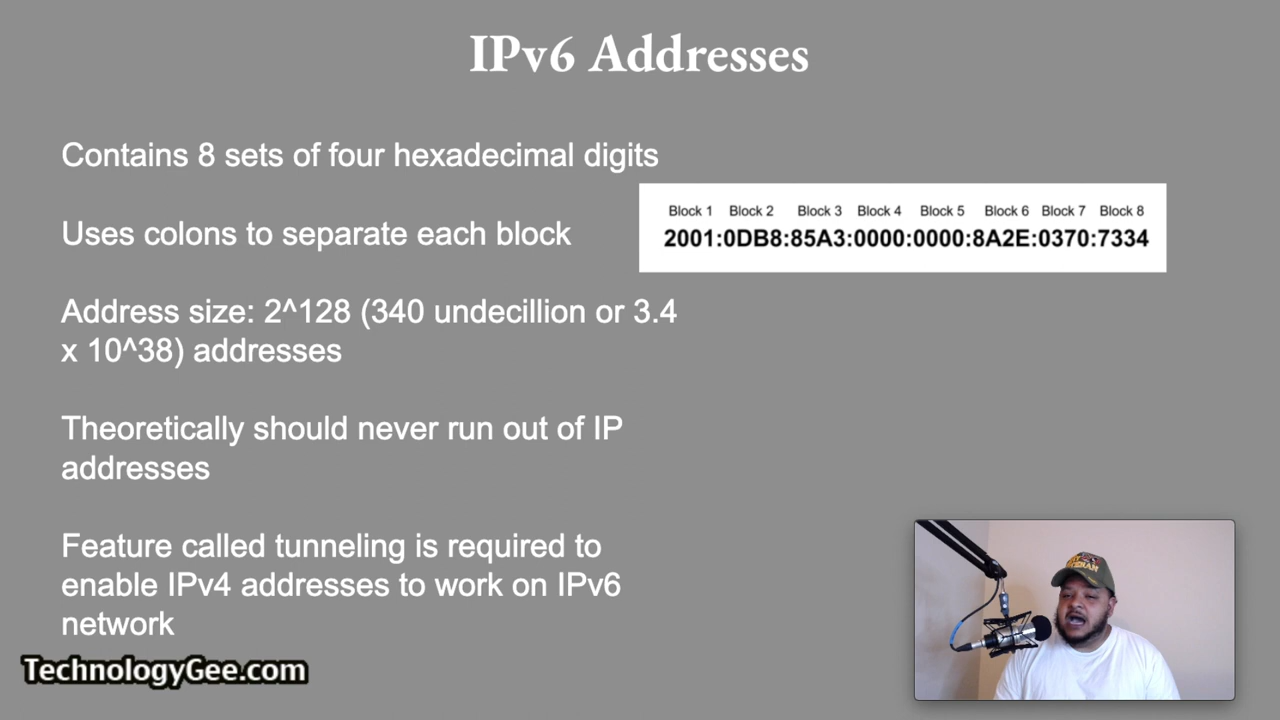 IPv6 Addresses
Contains 8 sets of four hexadecimal digits
Uses colons to separate each block
Block 1 Block 2 Block 3 Block 4 Block 5 Block 6 Block 7 Block 8
2001:0DB8:85A3:0000:0000:8A2E:0370:7334
Address size: 2^128 (340 undecillion or 3.4
x 10^38) addresses
Theoretically should never run out of IP
addresses
Feature called tunneling is required to
enable IPv4 addresses to work on IPv6
network
TechnologyGee.com